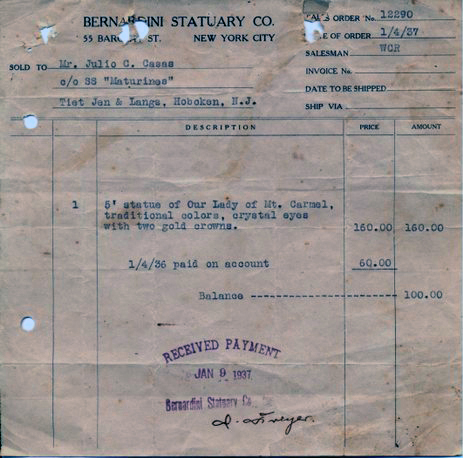 BERNARDINI STATUARY CO.
55 BARCLAY ST. NEW YORK CITY
SALES ORDER No. 12290
DATE OF ORDER 1/4/37
SALESMAN WCR
INVOICE No.
DATE TO BE SHIPPED
SHIP VIA
SOLD TO Mr. Julio C. Casas
c/o SS "Maturines"
Tiet Jen & Langs, Hoboken, N.J.
DESCRIPTION PRICE AMOUNT
1 5' statue of Our Lady of Mt. Carmel,
traditional colors, crystal eyes
with two gold crowns. 160.00 160.00
1/4/36 paid on account 60.00
Balance ------------------- 100.00
RECEIVED PAYMENT
JAN 9 1937
Bernardini Statuary Co.